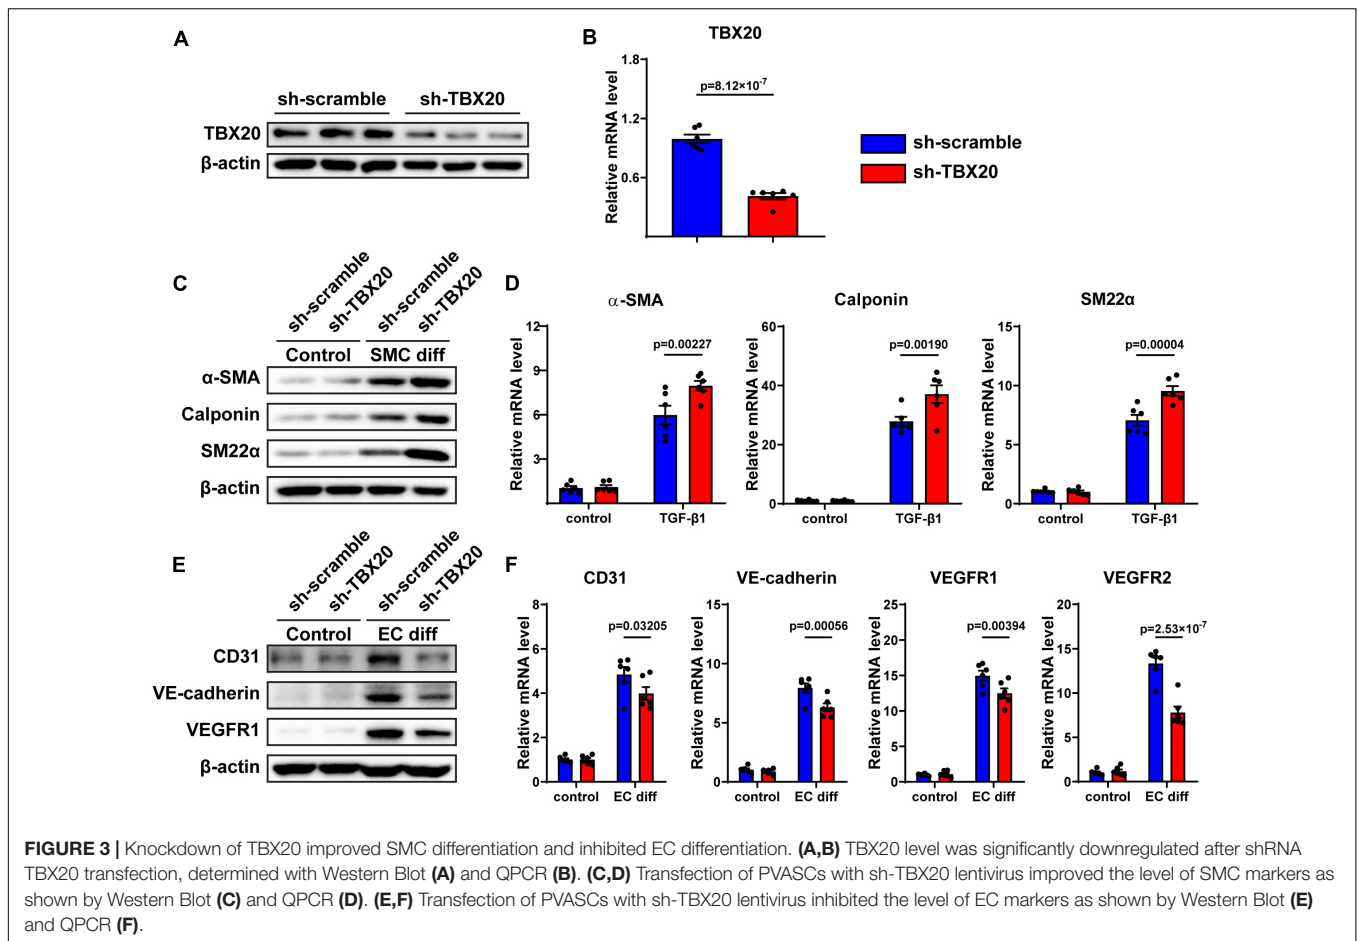 A
sh-scramble sh-TBX20
TBX20
β-actin
B
TBX20
Relative mRNA level
1.8
1.2
0.6
p=8.12×10-7
sh-scramble
sh-TBX20
C
sh-scramble
sh-TBX20
sh-scramble
sh-TBX20
Control SMC diff
α-SMA
Calponin
SM22α
β-actin
D
α-SMA
Relative mRNA level
12
9
6
3
p=0.00227
control TGF-β1
Calponin
Relative mRNA level
60
40
20
0
p=0.00190
control TGF-β1
SM22α
Relative mRNA level
15
10
5
0
p=0.00004
control TGF-β1
E
sh-scramble
sh-TBX20
sh-scramble
sh-TBX20
Control EC diff
CD31
VE-cadherin
VEGFR1
β-actin
F
CD31
Relative mRNA level
8
6
4
2
0
p=0.03205
control EC diff
VE-cadherin
Relative mRNA level
15
10
5
0
p=0.00056
control EC diff
VEGFR1
Relative mRNA level
25
20
15
10
5
0
p=0.00394
control EC diff
VEGFR2
Relative mRNA level
20
15
10
5
0
p=2.53×10-7
control EC diff
FIGURE 3 | Knockdown of TBX20 improved SMC differentiation and inhibited EC differentiation. (A,B) TBX20 level was significantly downregulated after shRNA
TBX20 transfection, determined with Western Blot (A) and QPCR (B). (C,D) Transfection of PVASCs with sh-TBX20 lentivirus improved the level of SMC markers as
shown by Western Blot (C) and QPCR (D). (E,F) Transfection of PVASCs with sh-TBX20 lentivirus inhibited the level of EC markers as shown by Western Blot (E)
and QPCR (F).